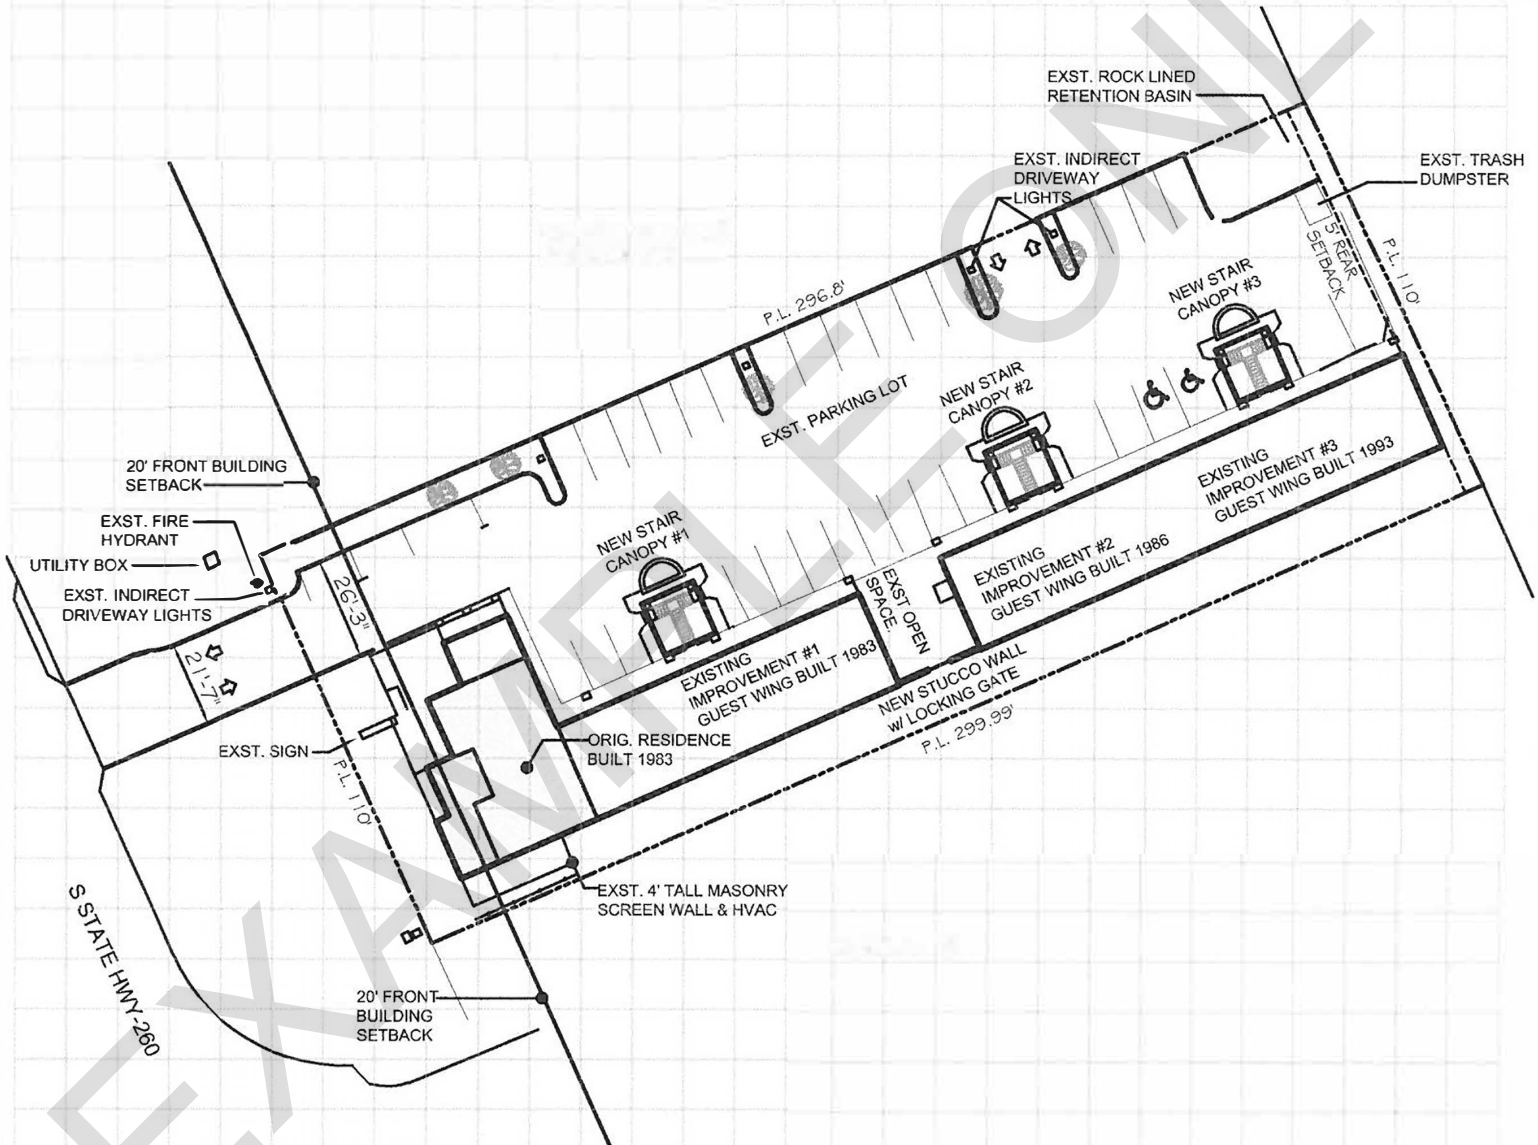 EXST. ROCK LINED
RETENTION BASIN
EXST. INDIRECT
DRIVEWAY
LIGHTS
EXST. TRASH
DUMPSTER
5' REAR
SETBACK
P.L. 110'
NEW STAIR
CANOPY #3
P.L. 296.8'
NEW STAIR
CANOPY #2
EXST. PARKING LOT
20' FRONT BUILDING
SETBACK
EXST. FIRE
HYDRANT
UTILITY BOX
EXST. INDIRECT
DRIVEWAY LIGHTS
26'-3"
21'-7"
NEW STAIR
CANOPY #1
EXISTING
IMPROVEMENT #3
GUEST WING BUILT 1993
EXISTING
IMPROVEMENT #2
GUEST WING BUILT 1986
EXST OPEN
SPACE.
EXISTING
IMPROVEMENT #1
GUEST WING BUILT 1983
NEW STUCCO WALL
w/ LOCKING GATE
P.L. 299.99'
EXST. SIGN
ORIG. RESIDENCE
BUILT 1983
P.L. 110'
EXST. 4' TALL MASONRY
SCREEN WALL & HVAC
S STATE HWY-260
20' FRONT
BUILDING
SETBACK
EXAMPLE ONL